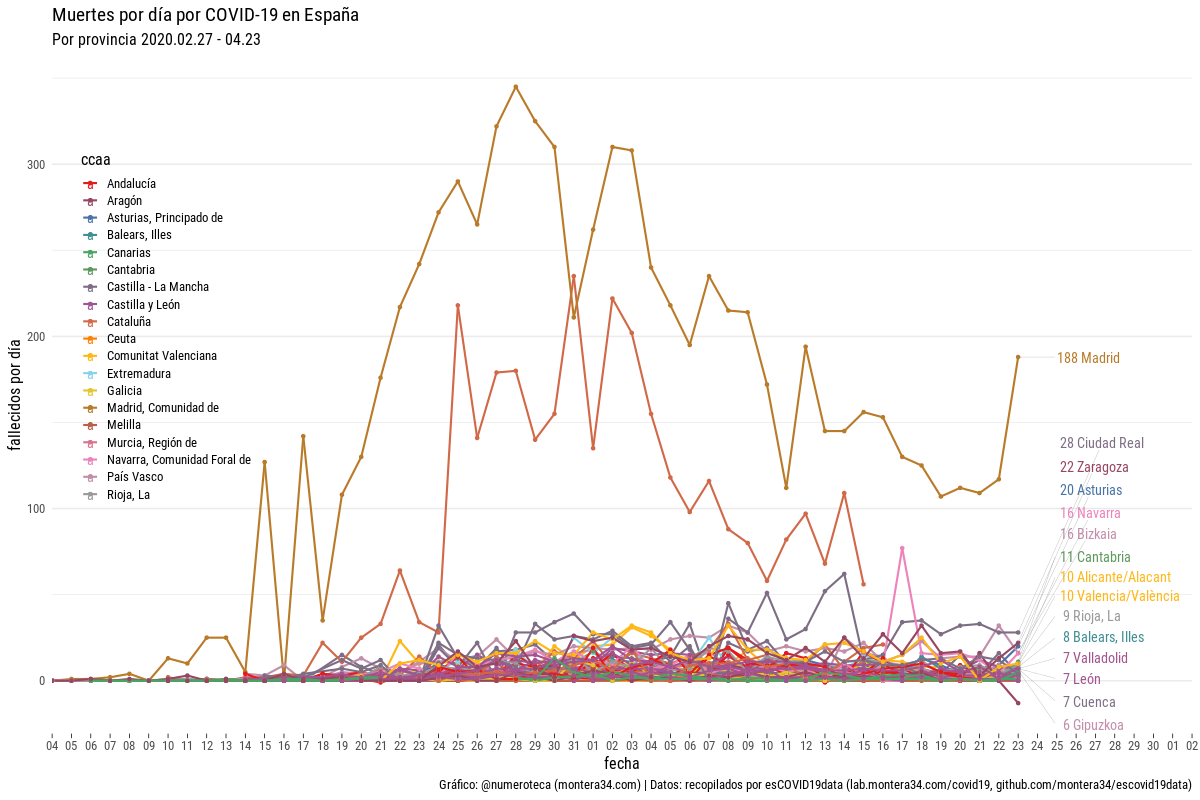 Muertes por día por COVID-19 en España
Por provincia 2020.02.27 - 04.23
fallecidos por día
300
200
100
0
ccaa
Andalucía
Aragón
Asturias, Principado de
Balears, Illes
Canarias
Cantabria
Castilla - La Mancha
Castilla y León
Cataluña
Ceuta
Comunitat Valenciana
Extremadura
Galicia
Madrid, Comunidad de
Melilla
Murcia, Región de
Navarra, Comunidad Foral de
País Vasco
Rioja, La
188 Madrid
28 Ciudad Real
22 Zaragoza
20 Asturias
16 Navarra
16 Bizkaia
11 Cantabria
10 Alicante/Alacant
10 Valencia/València
9 Rioja, La
8 Balears, Illes
7 Valladolid
7 León
7 Cuenca
6 Gipuzkoa
04 05 06 07 08 09 10 11 12 13 14 15 16 17 18 19 20 21 22 23 24 25 26 27 28 29 30 31 01 02 03 04 05 06 07 08 09 10 11 12 13 14 15 16 17 18 19 20 21 22 23 24 25 26 27 28 29 30 01 02
fecha
Gráfico: @numeroteca (montera34.com) | Datos: recopilados por esCOVID19data (lab.montera34.com/covid19, github.com/montera34/escovid19data)